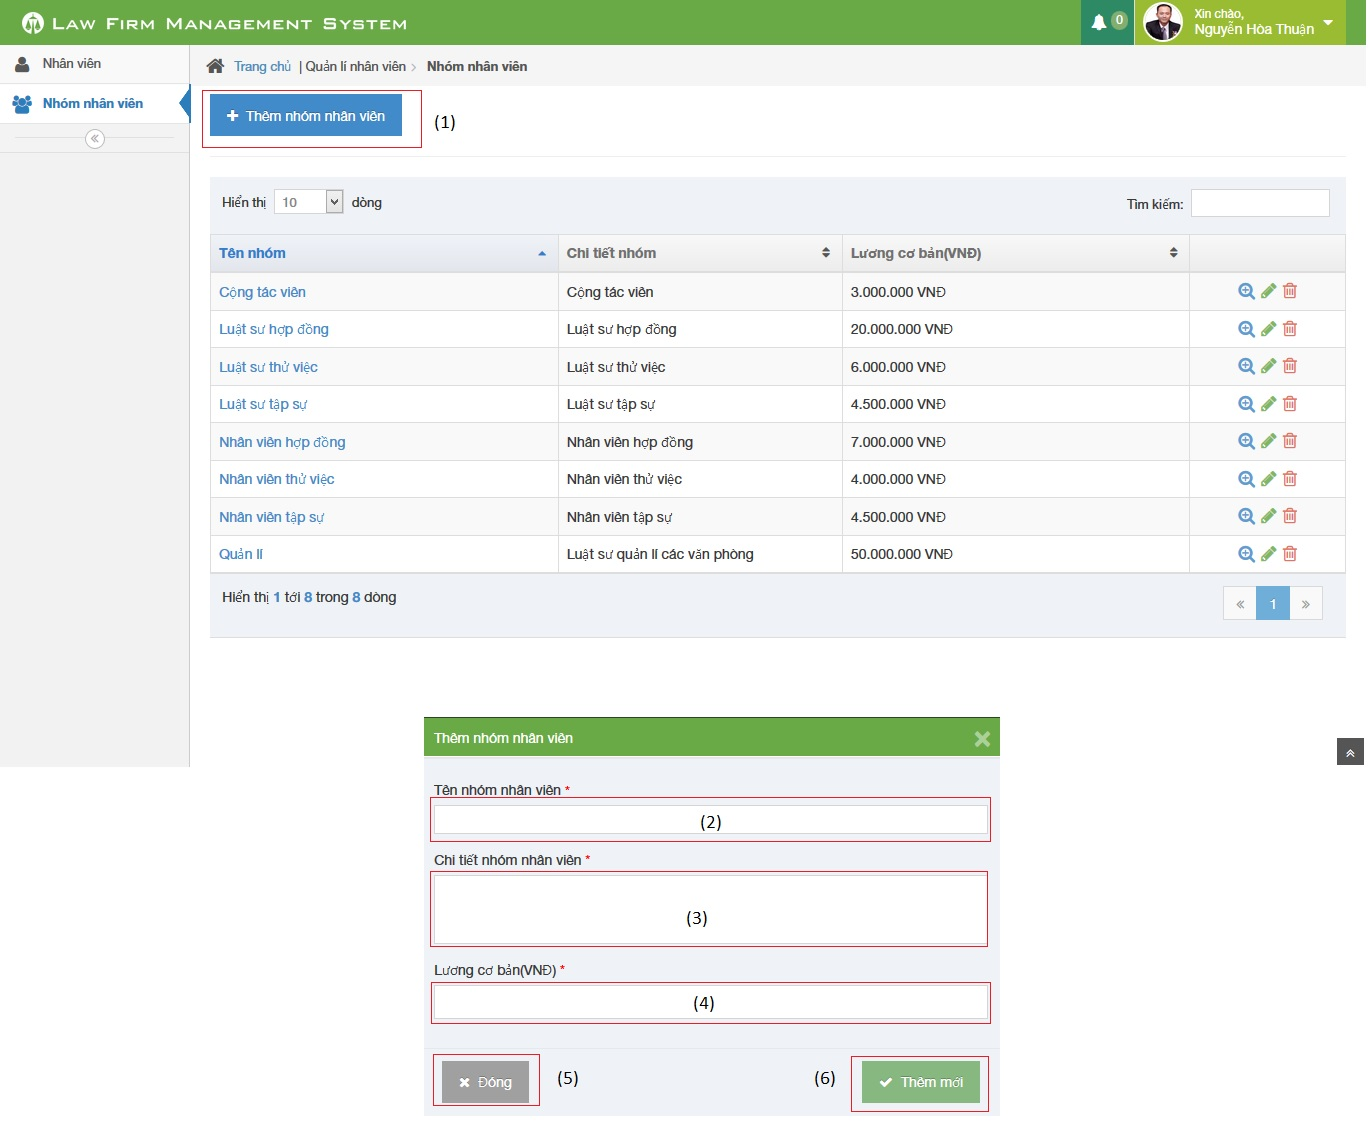 LAW FIRM MANAGEMENT SYSTEM
0
Xin chào,
Nguyễn Hòa Thuận
Nhân viên
Nhóm nhân viên
Trang chủ | Quản lí nhân viên > Nhóm nhân viên
Thêm nhóm nhân viên
(1)
Hiển thị 10 dòng
Tìm kiếm:
Tên nhóm Chi tiết nhóm Lương cơ bản(VNĐ)
Cộng tác viên Cộng tác viên 3.000.000 VNĐ
Luật sư hợp đồng Luật sư hợp đồng 20.000.000 VNĐ
Luật sư thử việc Luật sư thử việc 6.000.000 VNĐ
Luật sư tập sự Luật sư tập sự 4.500.000 VNĐ
Nhân viên hợp đồng Nhân viên hợp đồng 7.000.000 VNĐ
Nhân viên thử việc Nhân viên thử việc 4.000.000 VNĐ
Nhân viên tập sự Nhân viên tập sự 4.500.000 VNĐ
Quản lí Luật sư quản lí các văn phòng 50.000.000 VNĐ
Hiển thị 1 tới 8 trong 8 dòng
« 1 »
Thêm nhóm nhân viên
Tên nhóm nhân viên *
(2)
Chi tiết nhóm nhân viên *
(3)
Lương cơ bản(VNĐ) *
(4)
Đóng
(5)
(6)
Thêm mới